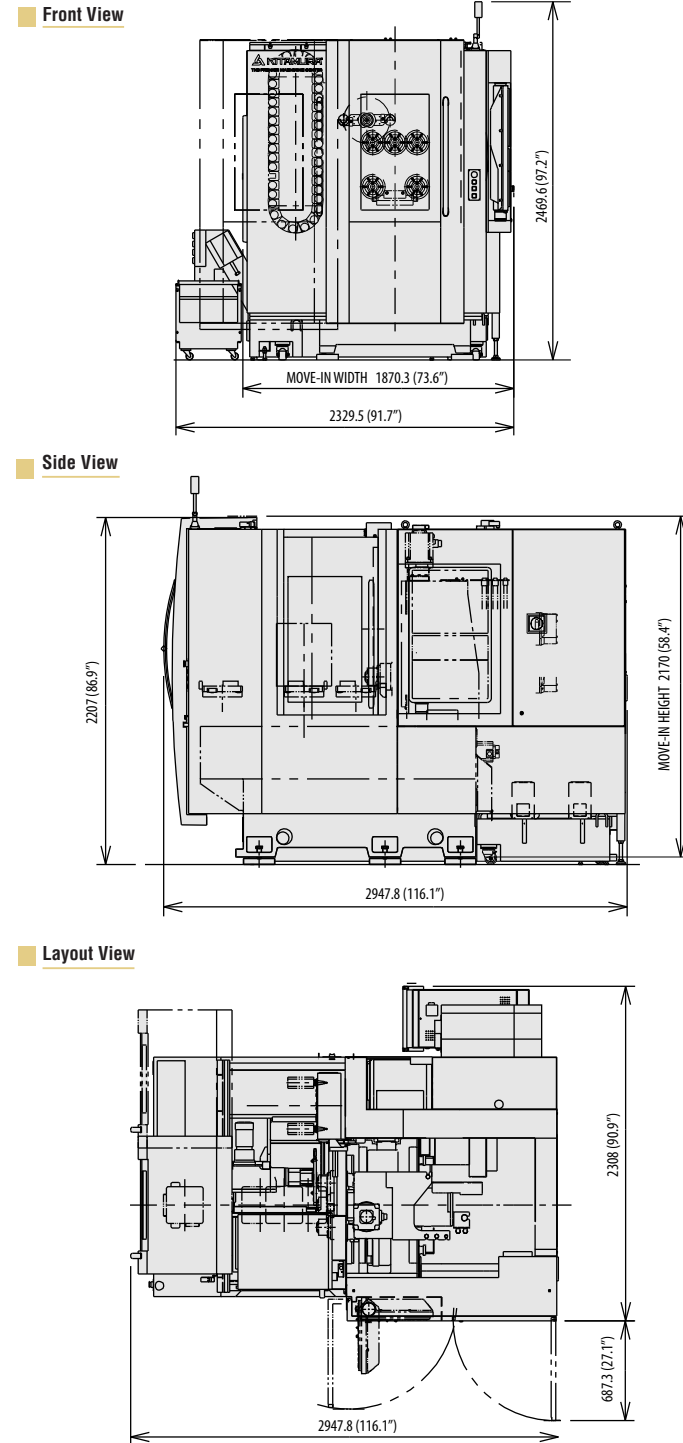 Front View
KITAMURA
2469.6 (97.2”)
MOVE-IN WIDTH 1870.3 (73.6”)
2329.5 (91.7”)
Side View
2207 (86.9”)
MOVE-IN HEIGHT 2170 (58.4”)
2947.8 (116.1”)
Layout View
2308 (90.9”)
687.3 (27.1”)
2947.8 (116.1”)